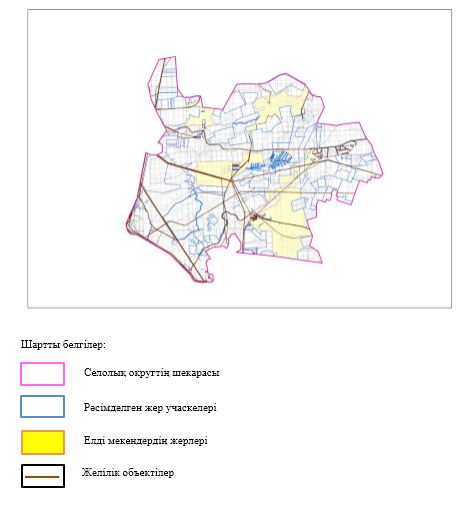 Шартты белгілер:
Селолық округтің шекарасы
Рәсімделген жер учаскелері
Елді мекендердің жерлері
Желілік объектілер